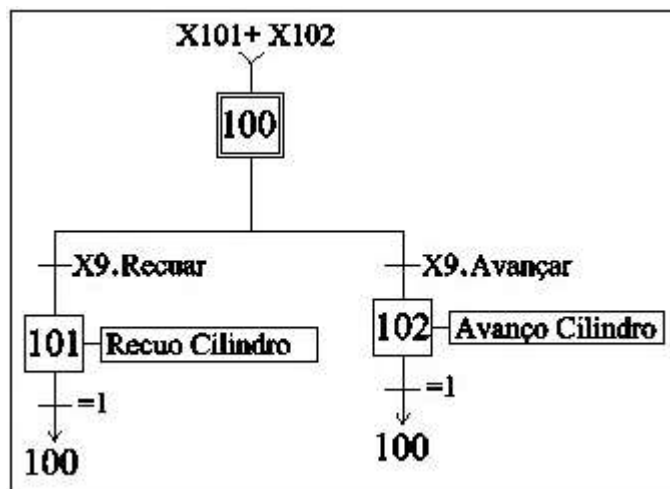 X101+ X102
100
X9.Recuar
X9.Avançar
101
Recuo Cilindro
102
Avanço Cilindro
=1
=1
100
100